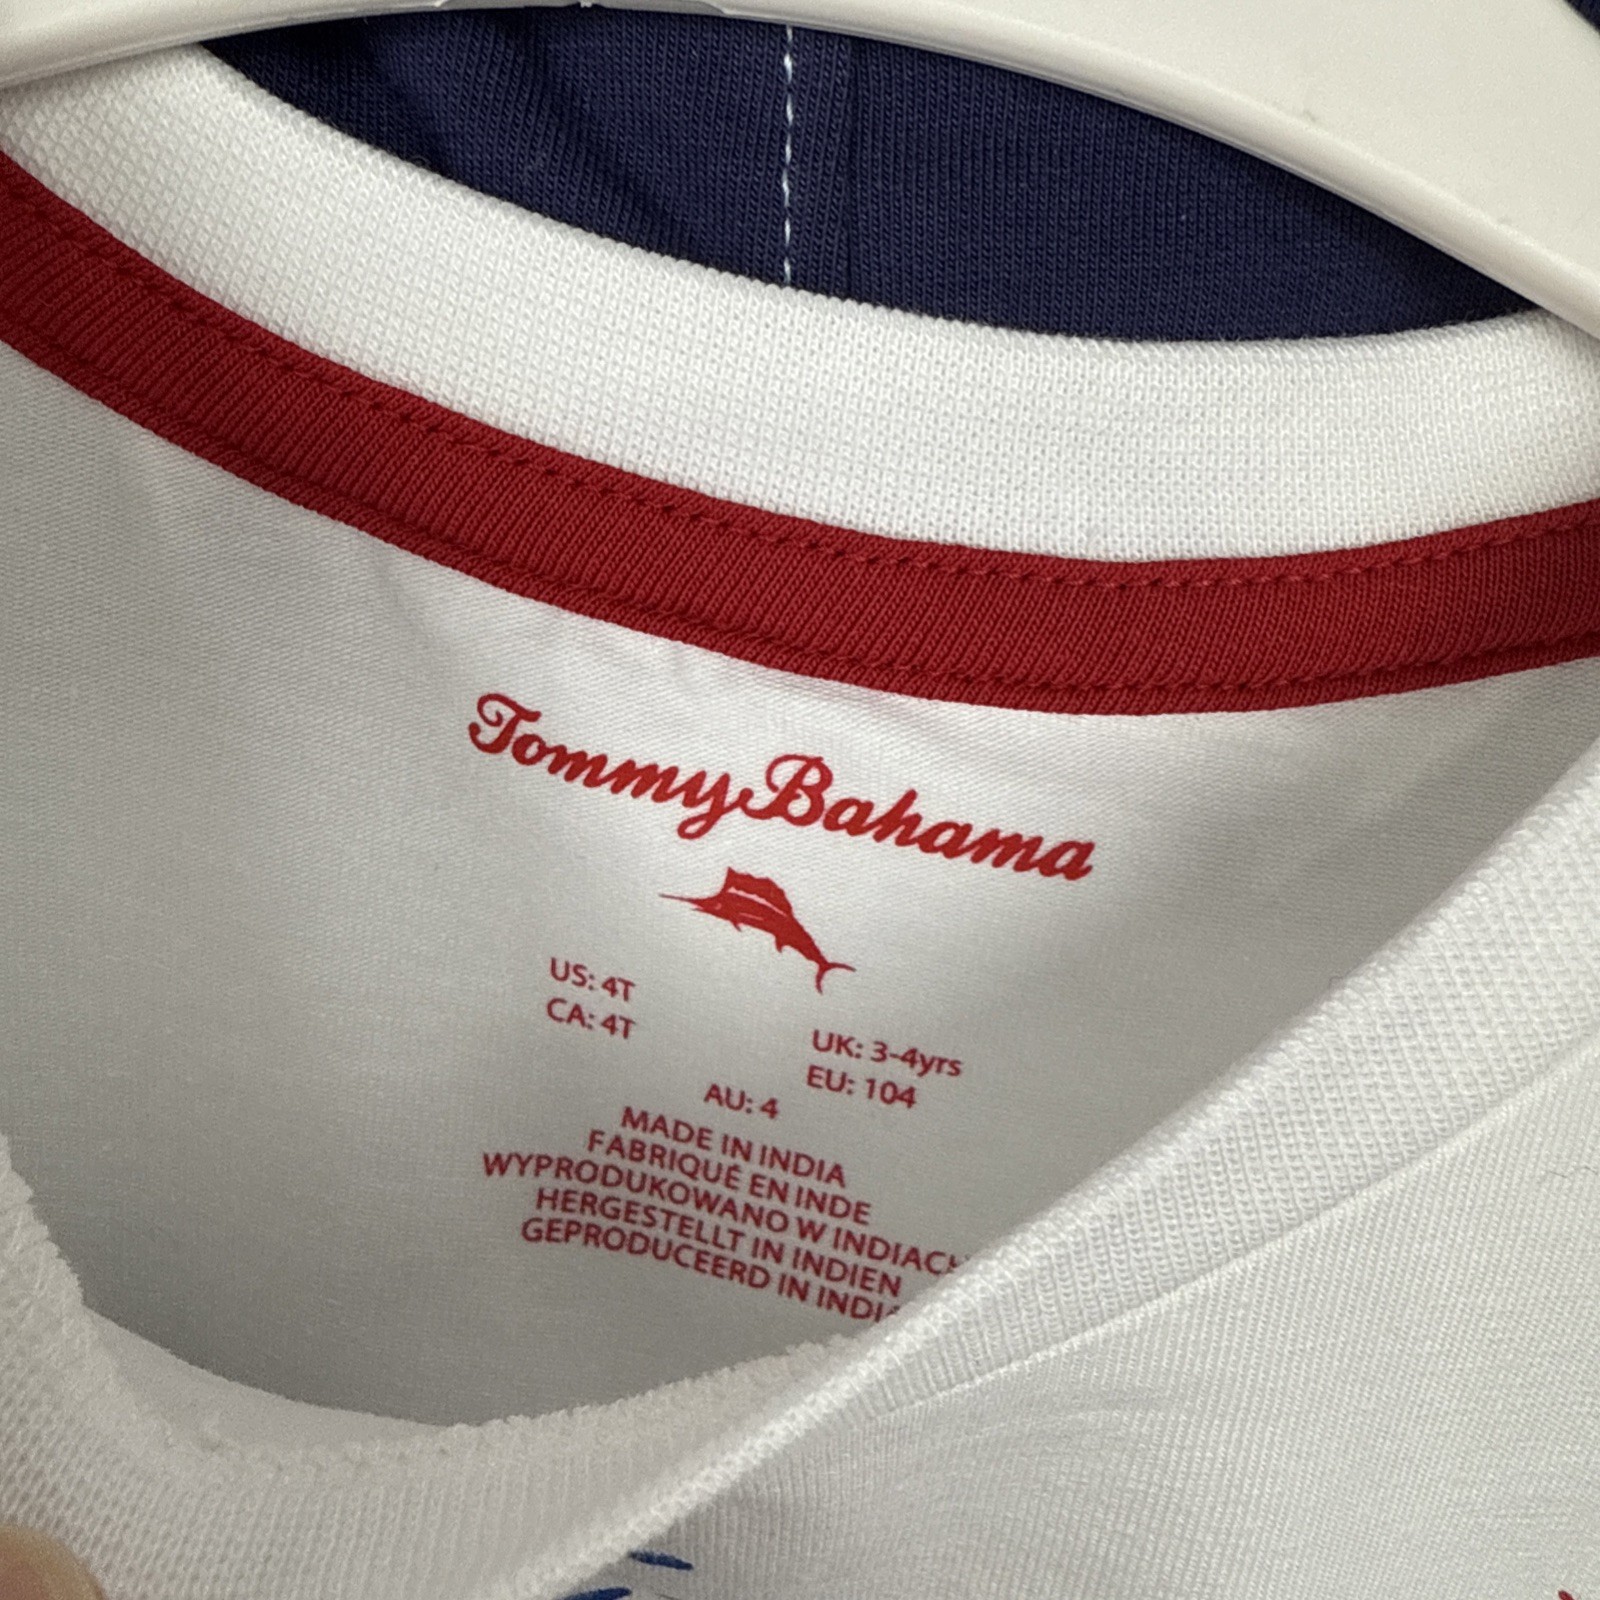 Tommy Bahama
US: 4T
CA: 4T
UK: 3-4yrs
EU: 104
AU: 4
MADE IN INDIA
FABRIQUÉ EN INDE
WYPRODUKOWANO W INDIACH
HERGESTELLT IN INDIEN
GEPRODUCEERD IN INDIA